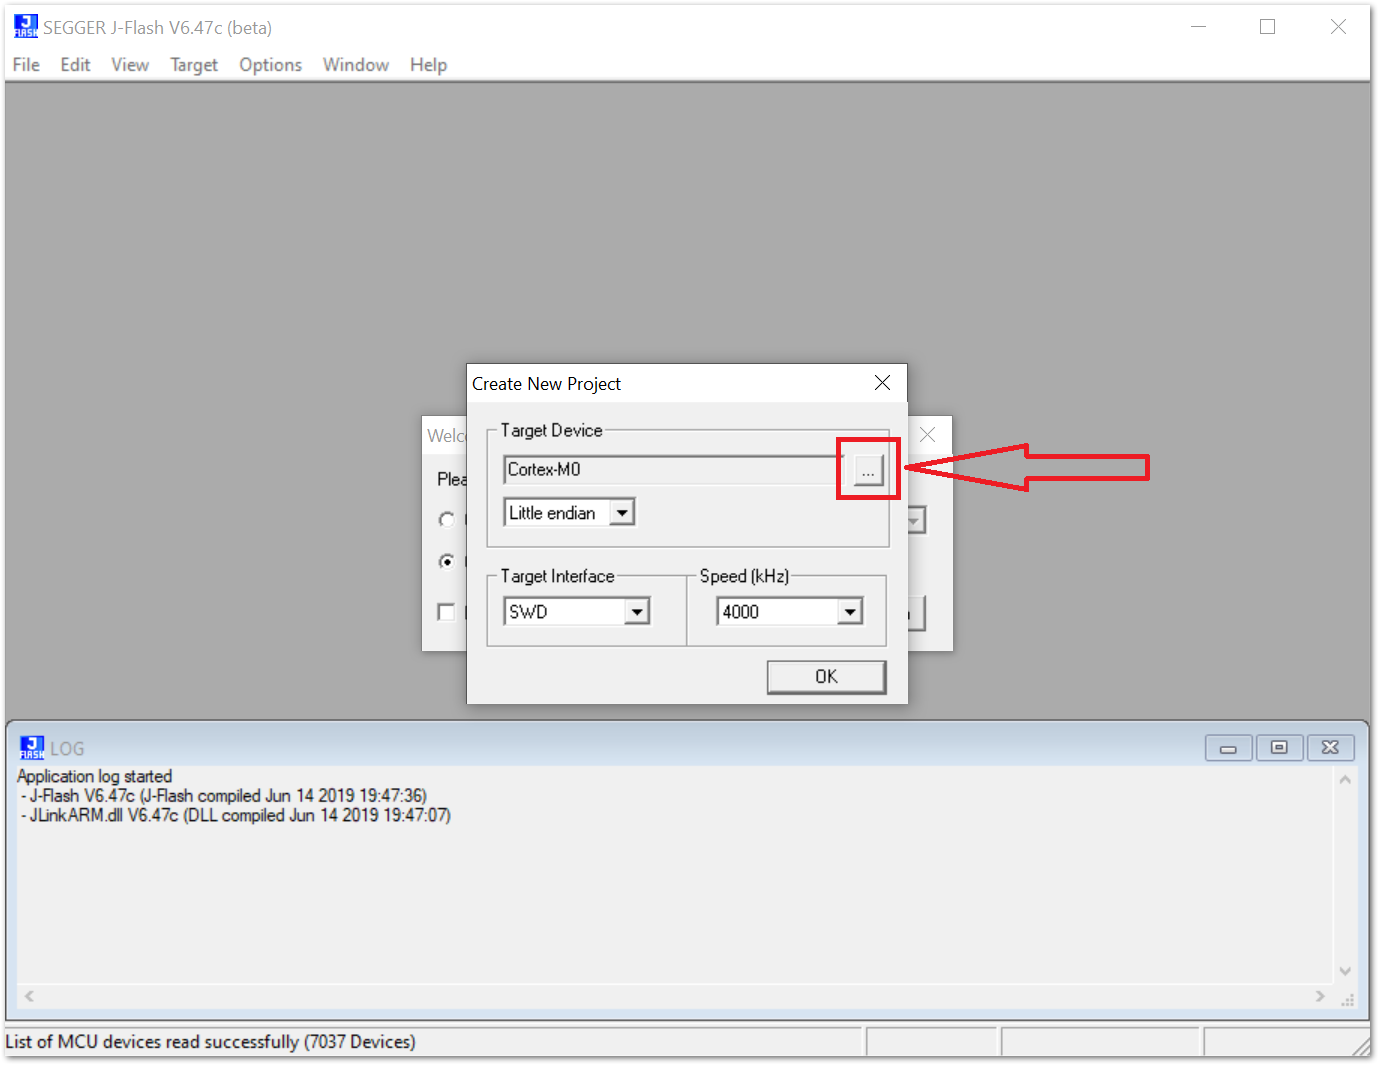 SEGGER J-Flash V6.47c (beta)
File Edit View Target Options Window Help
Create New Project
Target Device
Cortex-M0
...
Little endian
Target Interface
Speed (kHz)
SWD
4000
OK
Plea
J
FLASH
LOG
Application log started
- J-Flash V6.47c (J-Flash compiled Jun 14 2019 19:47:36)
- JLinkARM.dll V6.47c (DLL compiled Jun 14 2019 19:47:07)
List of MCU devices read successfully (7037 Devices)